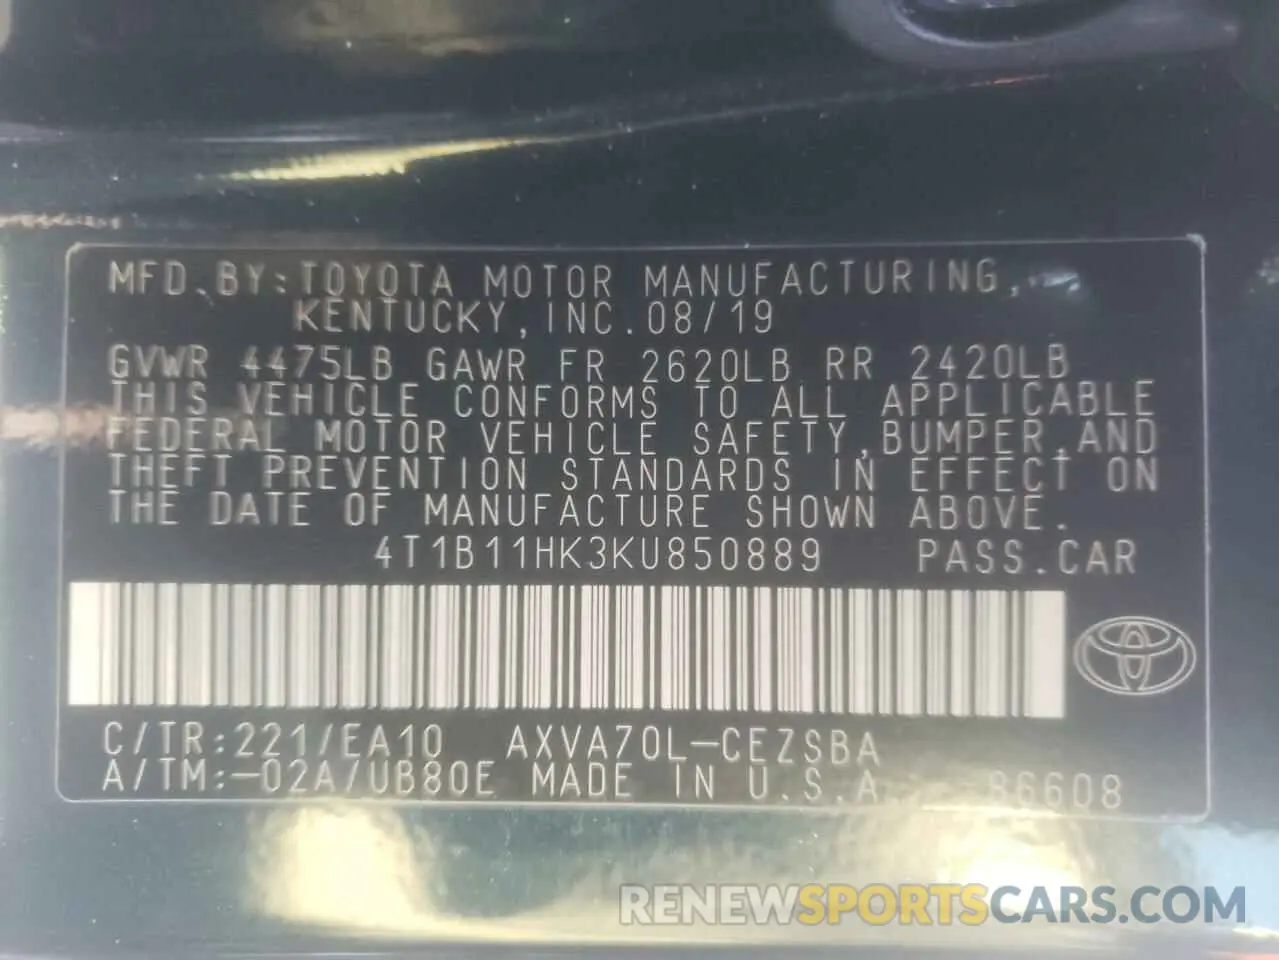 MFD.BY:TOYOTA MOTOR MANUFACTURING,
KENTUCKY,INC.08/19
GVWR 4475LB GAWR FR 2620LB RR 2420LB
THIS VEHICLE CONFORMS TO ALL APPLICABLE
FEDERAL MOTOR VEHICLE SAFETY,BUMPER,AND
THEFT PREVENTION STANDARDS IN EFFECT ON
THE DATE OF MANUFACTURE SHOWN ABOVE.
4T1B11HK3KU850889 PASS.CAR
C/TR:221/EA10 AXVA70L-CEZSBA
A/TM:-02A/UB80E MADE IN U.S.A. 86608
RENEWSPORTSCARS.COM